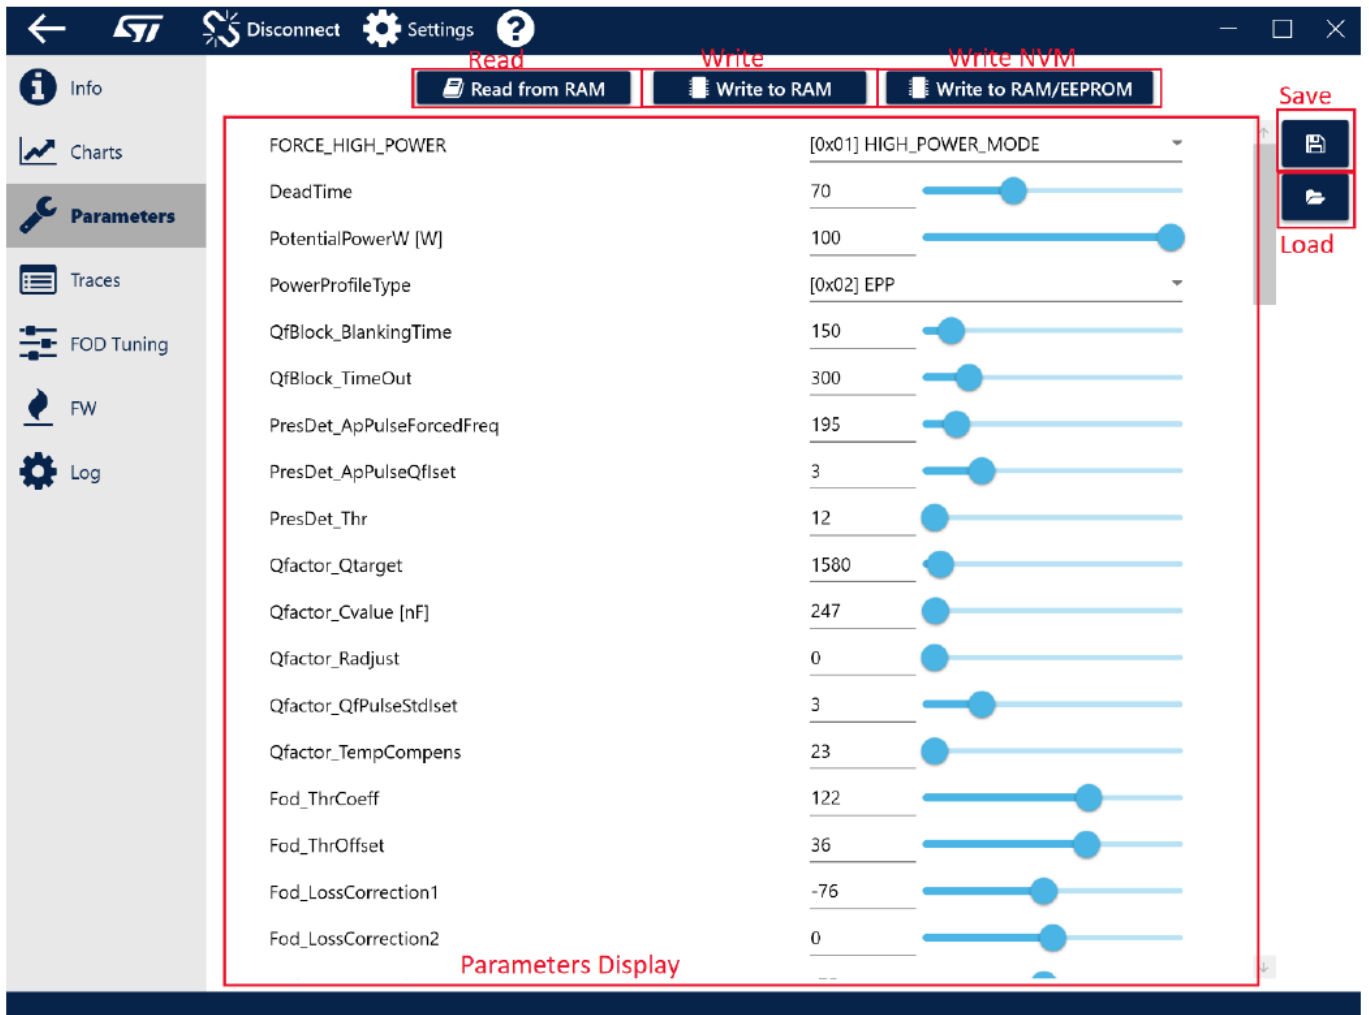 ST Disconnect Settings ?
Read Write Write NVM
Read from RAM Write to RAM Write to RAM/EEPROM
Save
Load
Info
Charts
Parameters
Traces
FOD Tuning
FW
Log
FORCE_HIGH_POWER [0x01] HIGH_POWER_MODE
DeadTime 70
PotentialPowerW [W] 100
PowerProfileType [0x02] EPP
QfBlock_BlankingTime 150
QfBlock_TimeOut 300
PresDet_ApPulseForcedFreq 195
PresDet_ApPulseQfIset 3
PresDet_Thr 12
Qfactor_Qtarget 1580
Qfactor_Cvalue [nF] 247
Qfactor_Radjust 0
Qfactor_QfPulseStdIset 3
Qfactor_TempCompens 23
Fod_ThrCoeff 122
Fod_ThrOffset 36
Fod_LossCorrection1 -76
Fod_LossCorrection2 0
Parameters Display